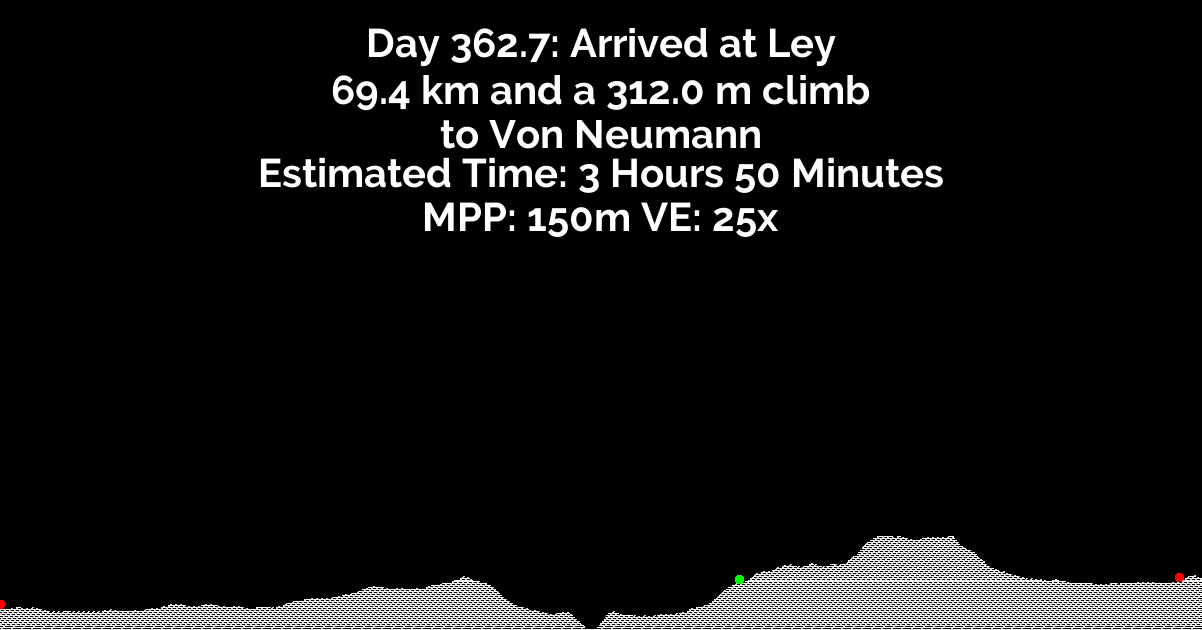 Day 362.7: Arrived at Ley
69.4 km and a 312.0 m climb
to Von Neumann
Estimated Time: 3 Hours 50 Minutes
MPP: 150m VE: 25x